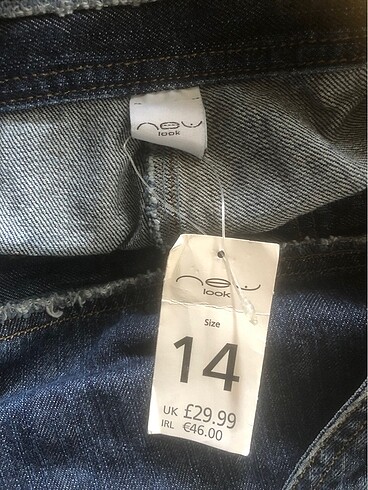 new
look
new
look
Size
14
UK £29.99
IRL €46.00